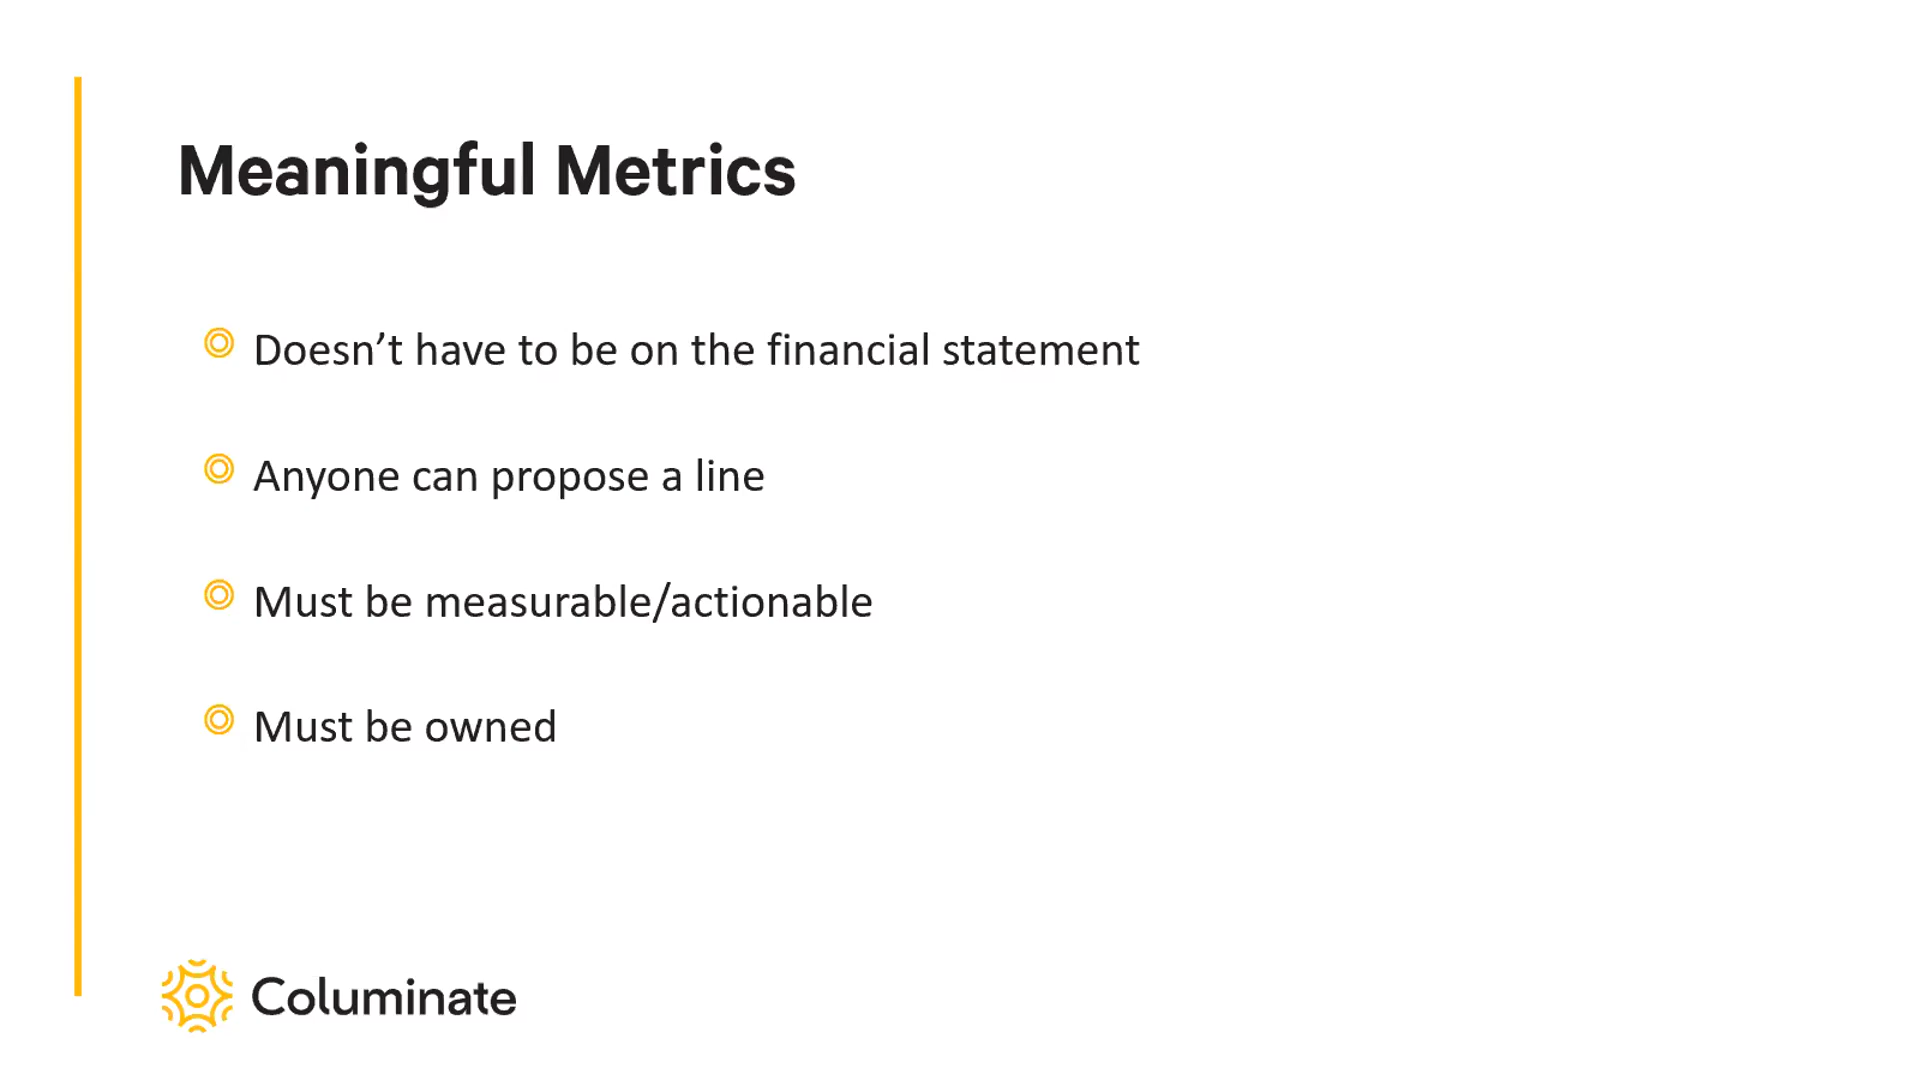 Meaningful Metrics
Doesn’t have to be on the financial statement
Anyone can propose a line
Must be measurable/actionable
Must be owned
Columinate